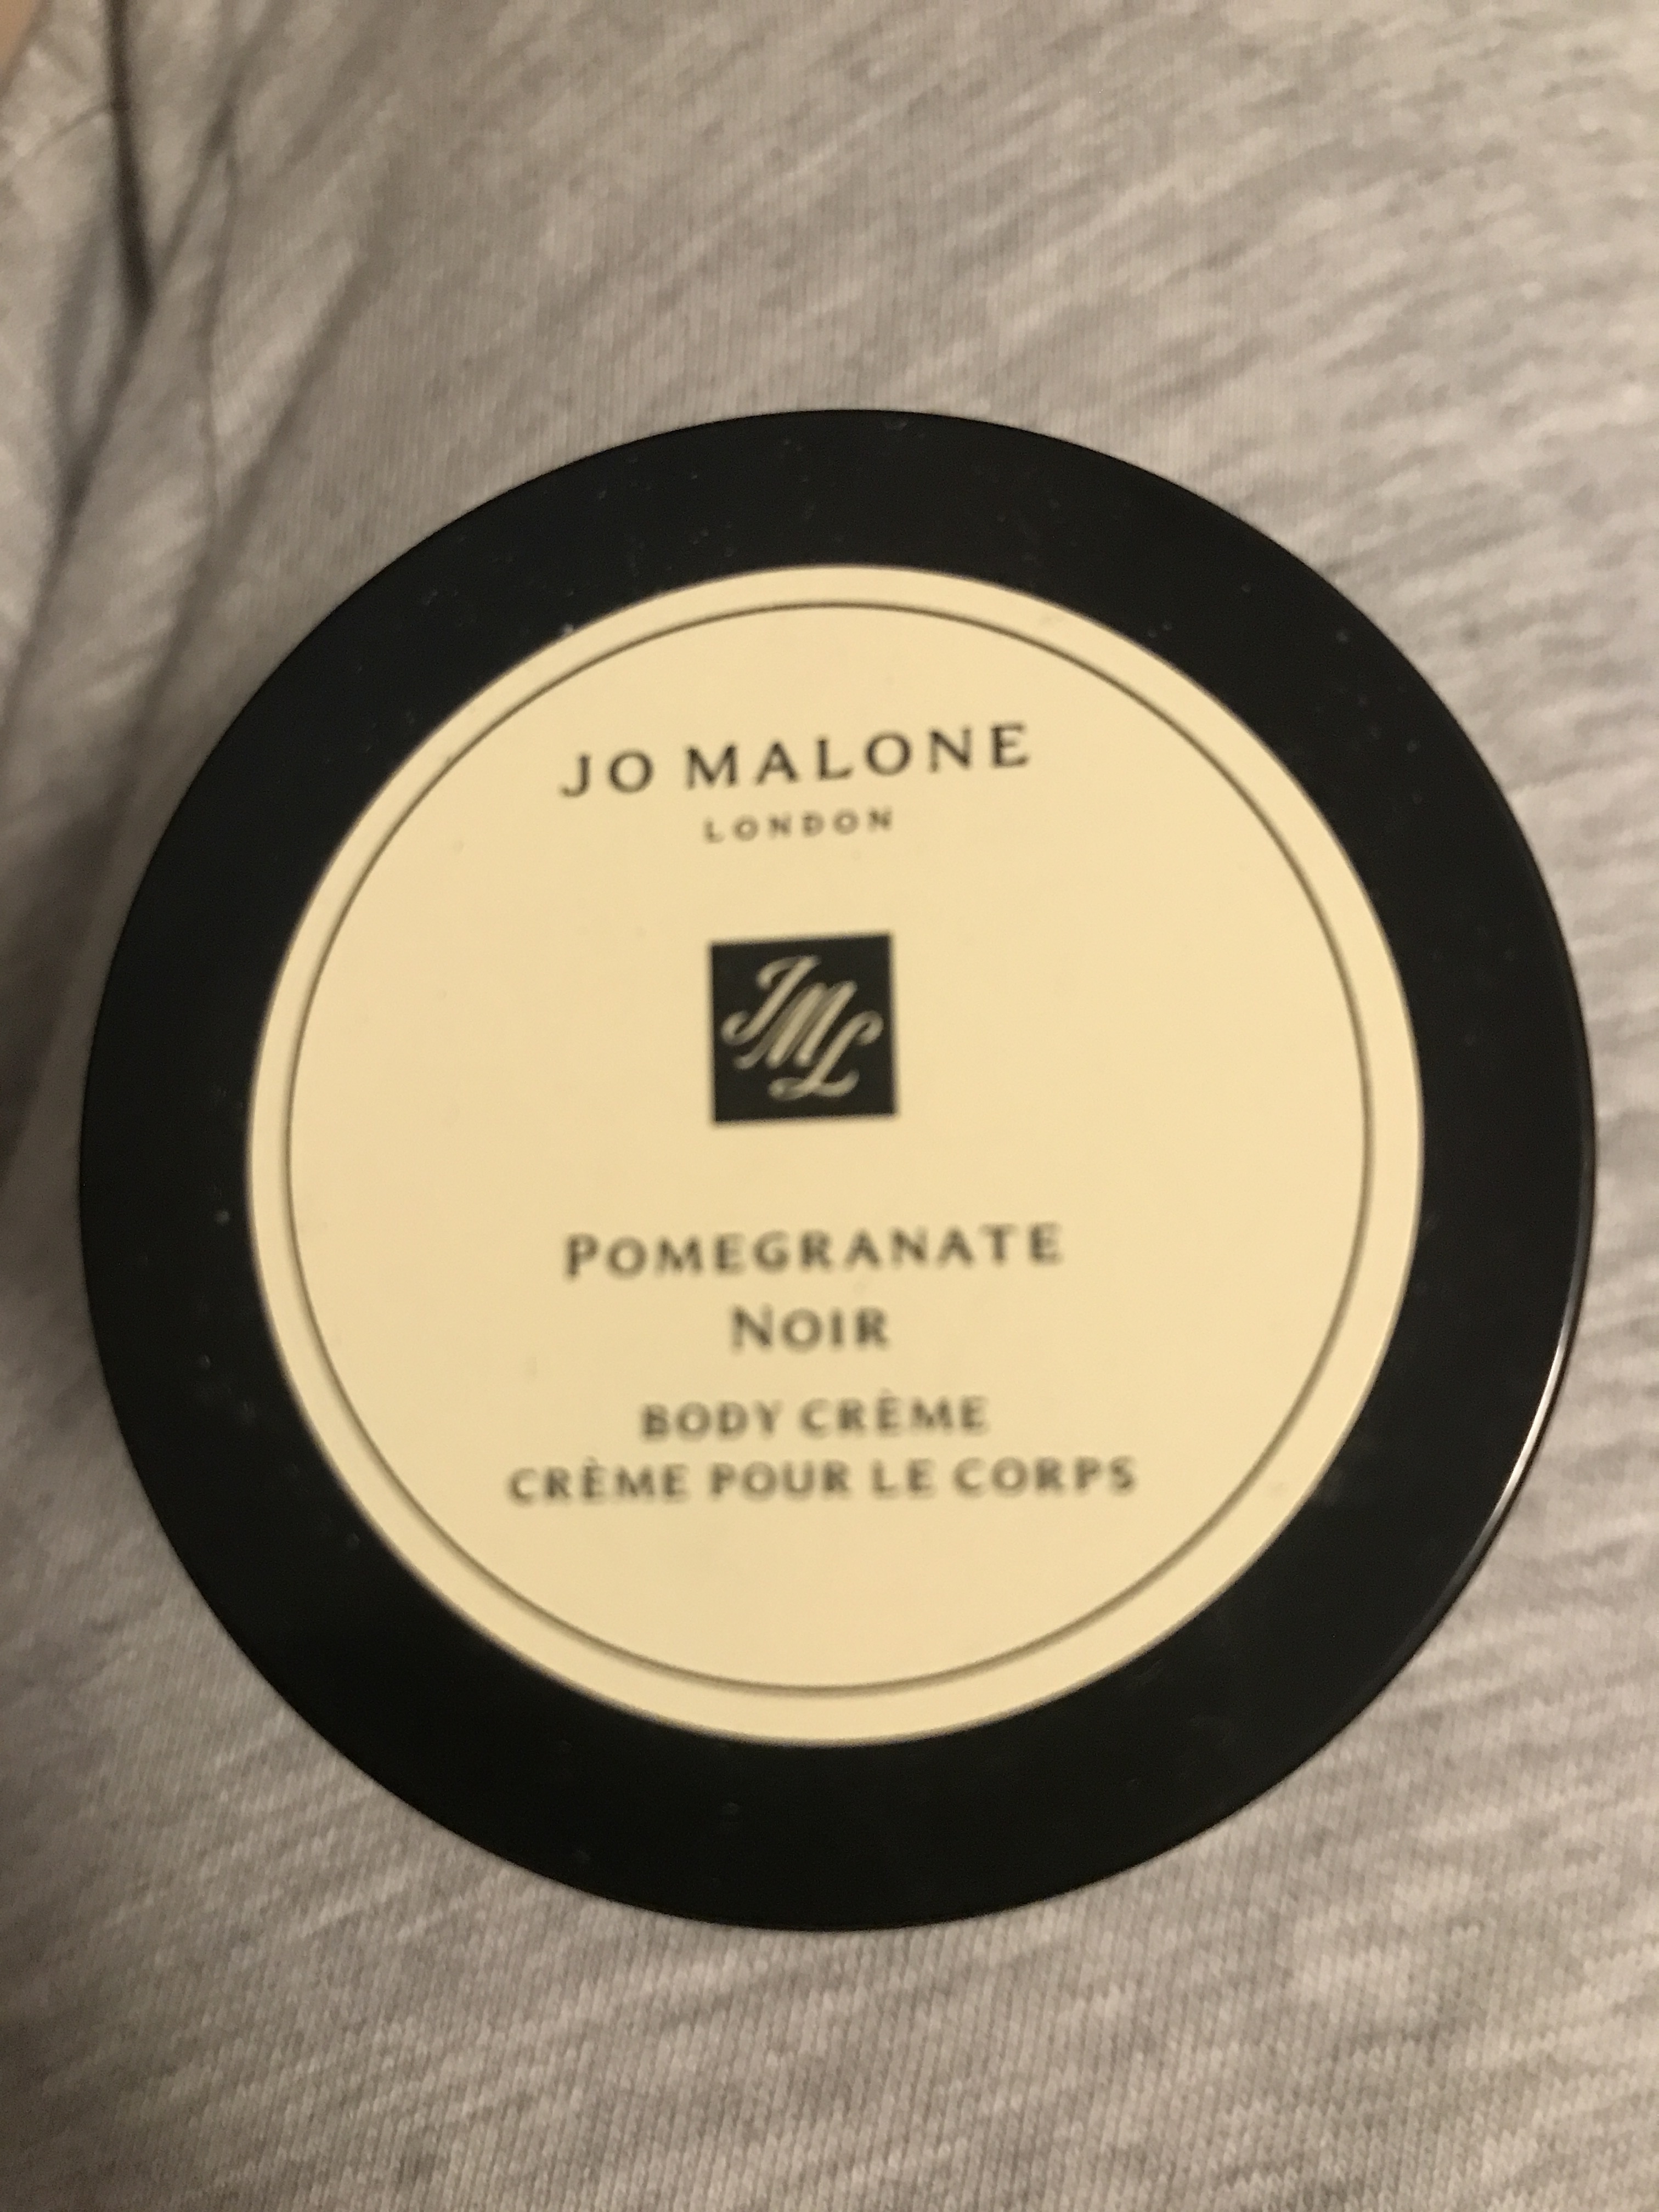 JO MALONE
LONDON
JML
POMEGRANATE
NOIR
BODY CRÈME
CRÈME POUR LE CORPS